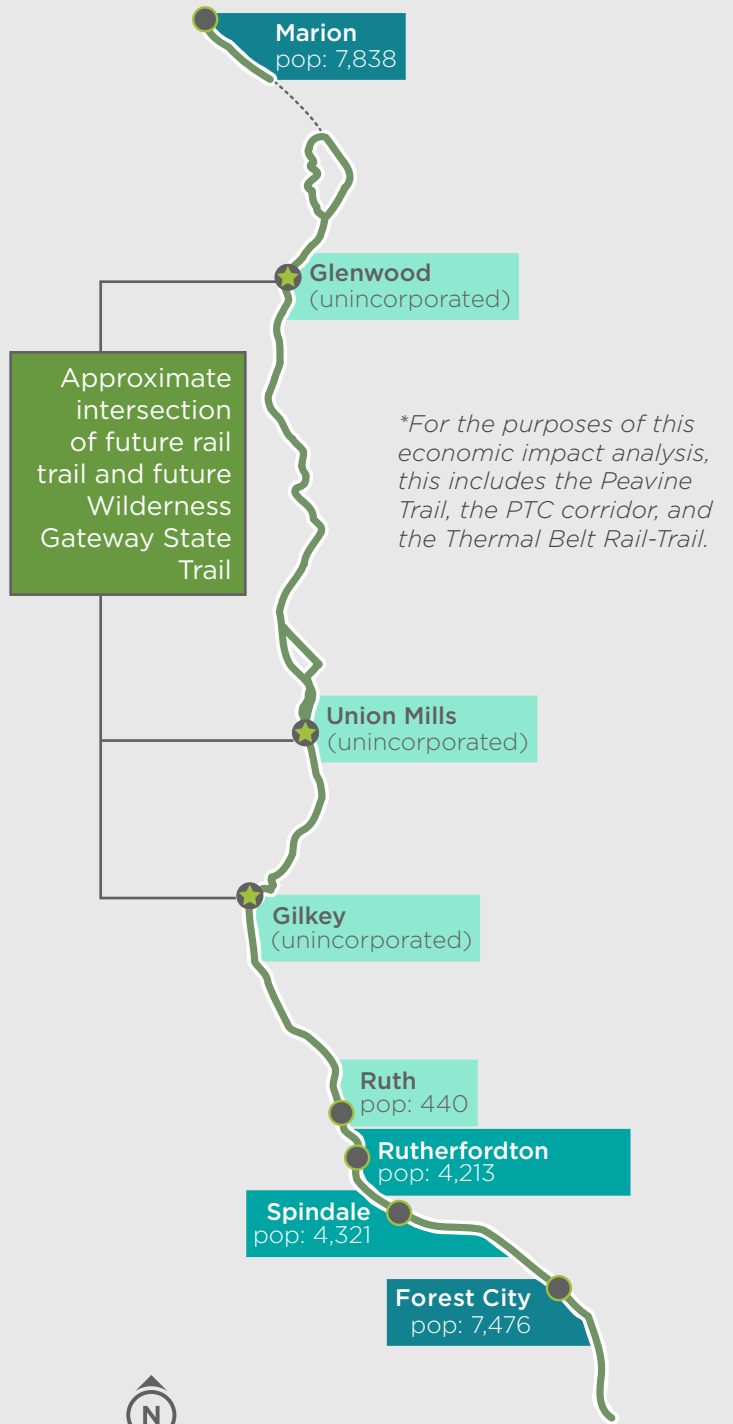 Marion
pop: 7,838
Glenwood
(unincorporated)
Approximate
intersection
of future rail
trail and future
Wilderness
Gateway State
Trail
*For the purposes of this
economic impact analysis,
this includes the Peavine
Trail, the PTC corridor, and
the Thermal Belt Rail-Trail.
Union Mills
(unincorporated)
Gilkey
(unincorporated)
Ruth
pop: 440
Rutherfordton
pop: 4,213
Spindale
pop: 4,321
Forest City
pop: 7,476
N